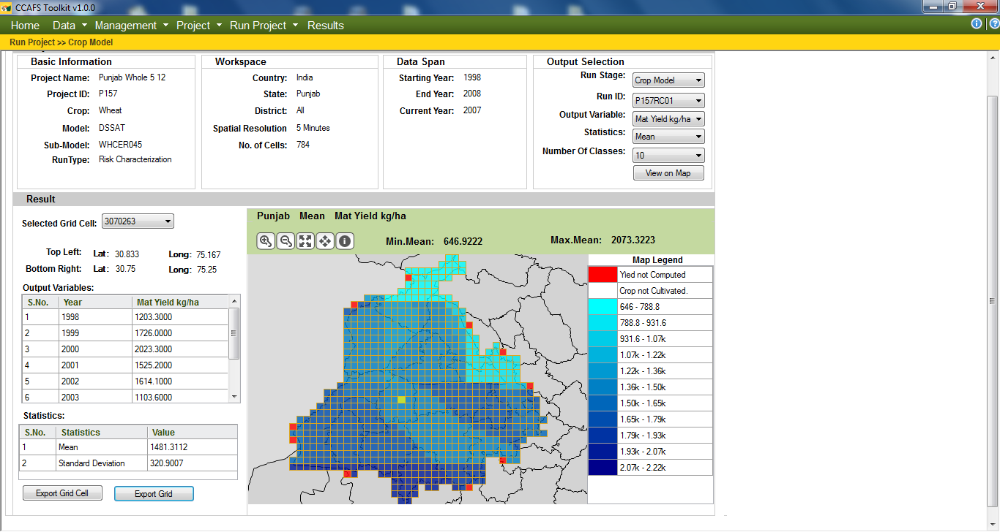 CCAFS Toolkit v1.0.0
Home Data Management Project Run Project Results
Run Project >> Crop Model
Basic Information
Project Name: Punjab Whole 5 12
Project ID: P157
Crop: Wheat
Model: DSSAT
Sub-Model: WHCER045
RunType: Risk Characterization
Workspace
Country: India
State: Punjab
District: All
Spatial Resolution 5 Minutes
No. of Cells: 784
Data Span
Starting Year: 1998
End Year: 2008
Current Year: 2007
Output Selection
Run Stage: Crop Model
Run ID: P157RC01
Output Variable: Mat Yield kg/ha
Statistics: Mean
Number Of Classes: 10
View on Map
Result
Selected Grid Cell: 3070263
Top Left: Lat: 30.833 Long: 75.167
Bottom Right: Lat: 30.75 Long: 75.25
Output Variables:
S.No. Year Mat Yield kg/ha
1 1998 1203.3000
2 1999 1726.0000
3 2000 2023.3000
4 2001 1525.2000
5 2002 1614.1000
6 2003 1103.6000
Statistics:
S.No. Statistics Value
1 Mean 1481.3112
2 Standard Deviation 320.9007
Export Grid Cell Export Grid
Punjab Mean Mat Yield kg/ha
Min.Mean: 646.9222 Max.Mean: 2073.3223
Map Legend
Yied not Computed
Crop not Cultivated.
646 - 788.8
788.8 - 931.6
931.6 - 1.07k
1.07k - 1.22k
1.22k - 1.36k
1.36k - 1.50k
1.50k - 1.65k
1.65k - 1.79k
1.79k - 1.93k
1.93k - 2.07k
2.07k - 2.22k